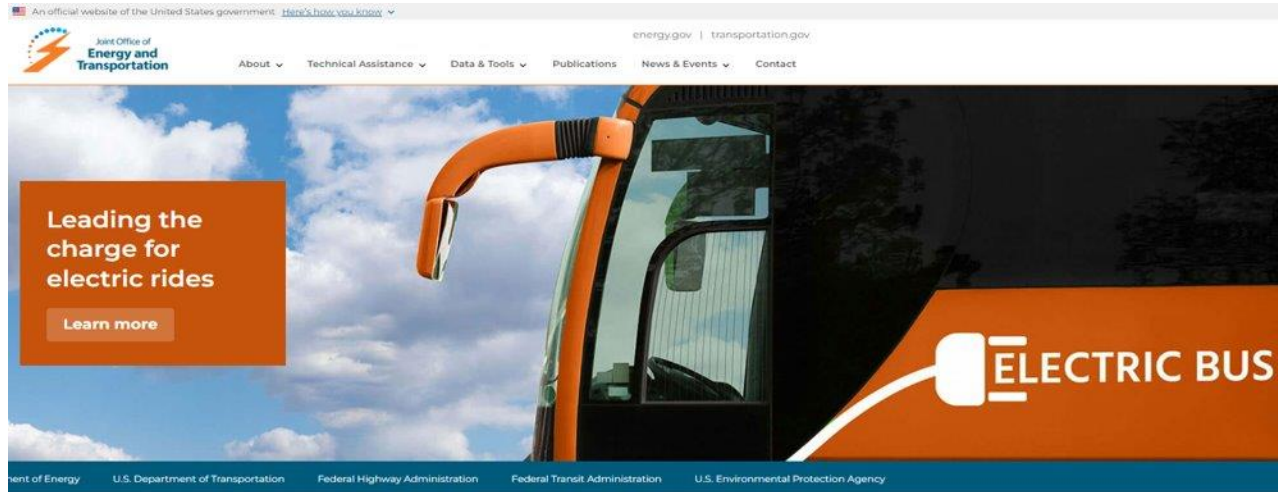 An official website of the United States government Here's how you know
energy.gov | transportation.gov
Joint Office of
Energy and
Transportation
About Technical Assistance Data & Tools Publications News & Events Contact
Leading the
charge for
electric rides
Learn more
ELECTRIC BUS
ment of Energy U.S. Department of Transportation Federal Highway Administration Federal Transit Administration U.S. Environmental Protection Agency